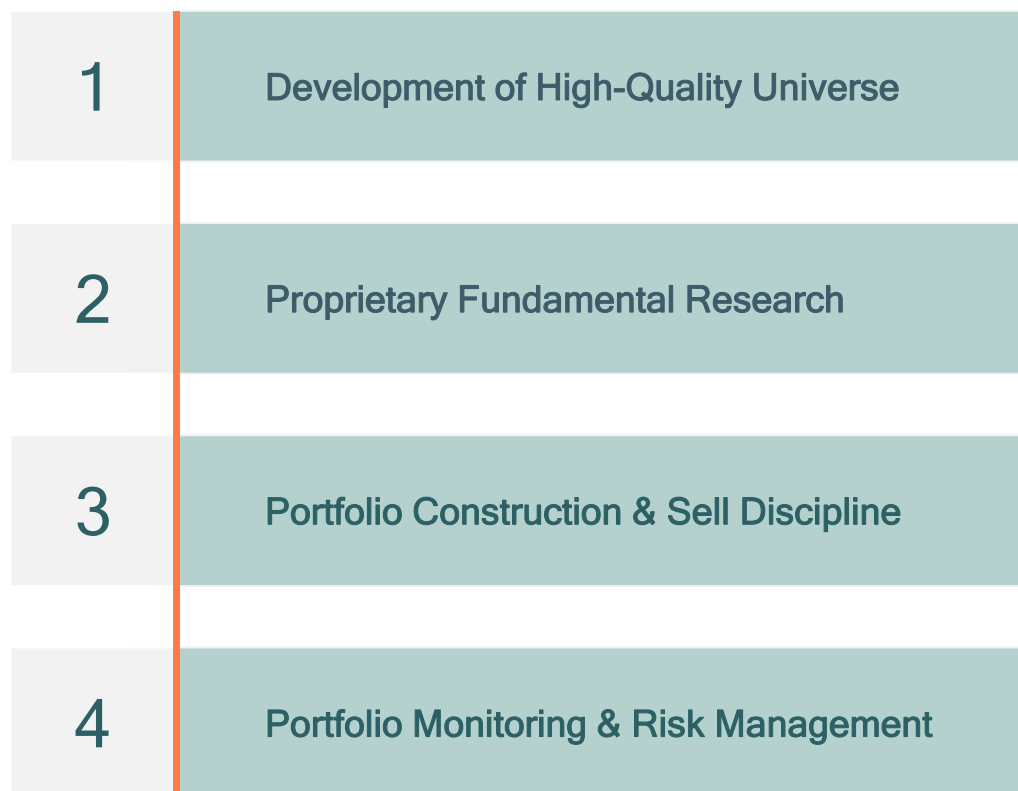 1
Development of High-Quality Universe
2
Proprietary Fundamental Research
3
Portfolio Construction & Sell Discipline
4
Portfolio Monitoring & Risk Management